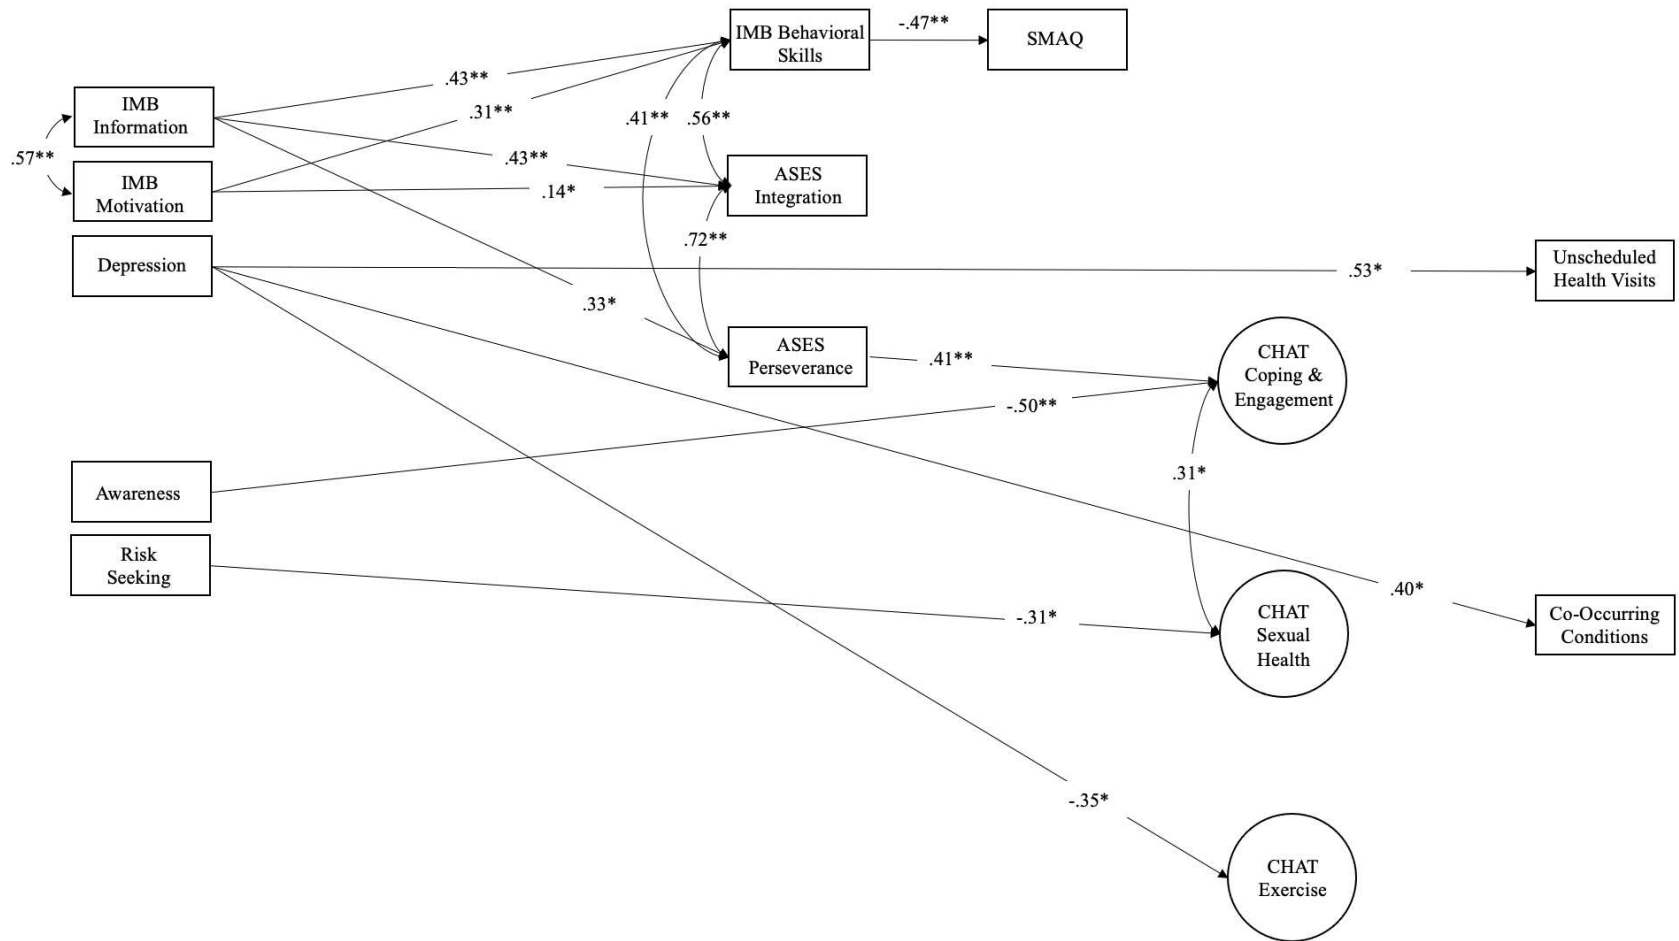 IMB Behavioral
Skills
-.47**
SMAQ
.43**
IMB
Information
.31**
.41**
.56**
.57**
.43**
IMB
Motivation
.14*
ASES
Integration
.72**
Depression
.53*
Unscheduled
Health Visits
.33*
ASES
Perseverance
.41**
CHAT
Coping &
Engagement
-.50**
.31*
Awareness
Risk
Seeking
.40*
-.31*
CHAT
Sexual
Health
Co-Occurring
Conditions
-.35*
CHAT
Exercise